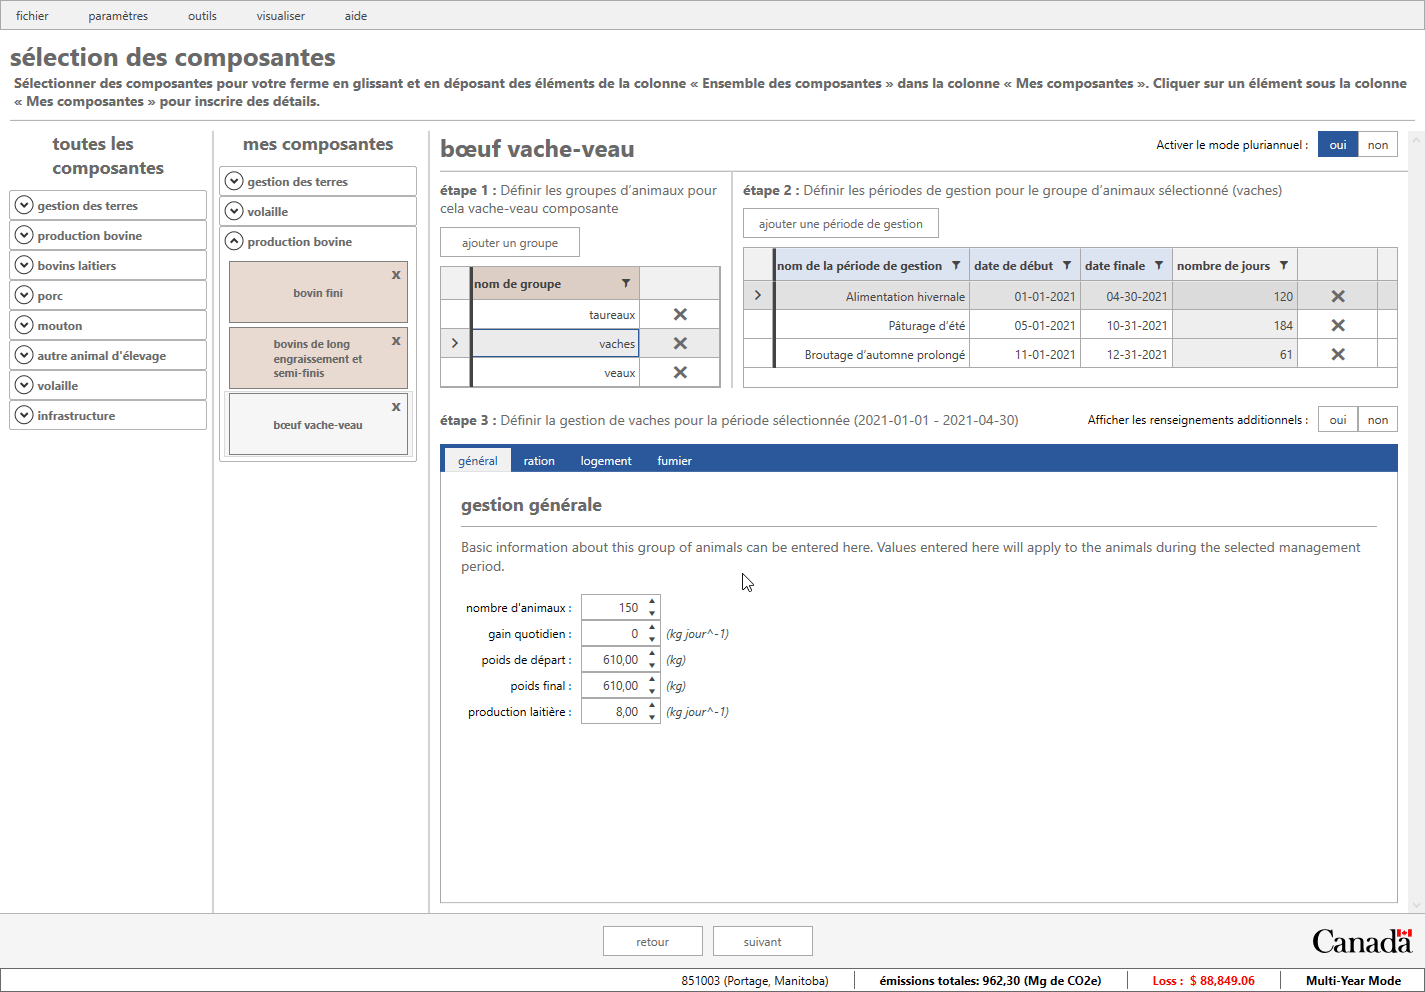 fichier paramètres outils visualiser aide
sélection des composantes
Sélectionner des composantes pour votre ferme en glissant et en déposant des éléments de la colonne « Ensemble des composantes » dans la colonne « Mes composantes ». Cliquer sur un élément sous la colonne
« Mes composantes » pour inscrire des détails.
toutes les
composantes
gestion des terres
production bovine
bovins laitiers
porc
mouton
autre animal d'élevage
volaille
infrastructure
mes composantes
gestion des terres
volaille
production bovine
x
bovin fini
x
bovins de long
engraissement et
semi-finis
x
bœuf vache-veau
bœuf vache-veau
Activer le mode pluriannuel : oui non
étape 1 : Définir les groupes d’animaux pour
cela vache-veau composante
ajouter un groupe
nom de groupe
taureaux
vaches
veaux
étape 2 : Définir les périodes de gestion pour le groupe d’animaux sélectionné (vaches)
ajouter une période de gestion
nom de la période de gestion date de début date finale nombre de jours
Alimentation hivernale 01-01-2021 04-30-2021 120
Pâturage d’été 05-01-2021 10-31-2021 184
Broutage d’automne prolongé 11-01-2021 12-31-2021 61
étape 3 : Définir la gestion de vaches pour la période sélectionnée (2021-01-01 - 2021-04-30)
Afficher les renseignements additionnels : oui non
général ration logement fumier
gestion générale
Basic information about this group of animals can be entered here. Values entered here will apply to the animals during the selected management
period.
nombre d'animaux : 150
gain quotidien : 0 (kg jour^-1)
poids de départ : 610,00 (kg)
poids final : 610,00 (kg)
production laitière : 8,00 (kg jour^-1)
retour suivant
Canada
851003 (Portage, Manitoba) émissions totales: 962,30 (Mg de CO2e) Loss : $ 88,849.06 Multi-Year Mode